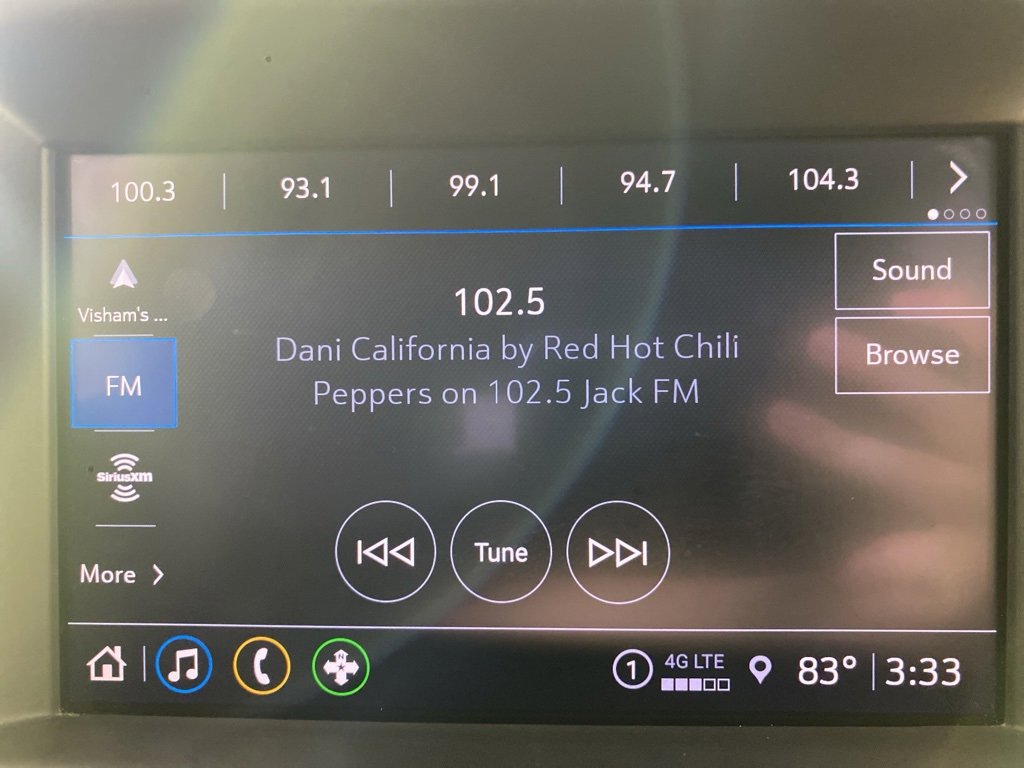 100.3 93.1 99.1 94.7 104.3
Visham's ...
FM
SiriusXM
More
102.5
Dani California by Red Hot Chili
Peppers on 102.5 Jack FM
Sound
Browse
Tune
N
1 4G LTE 83° 3:33